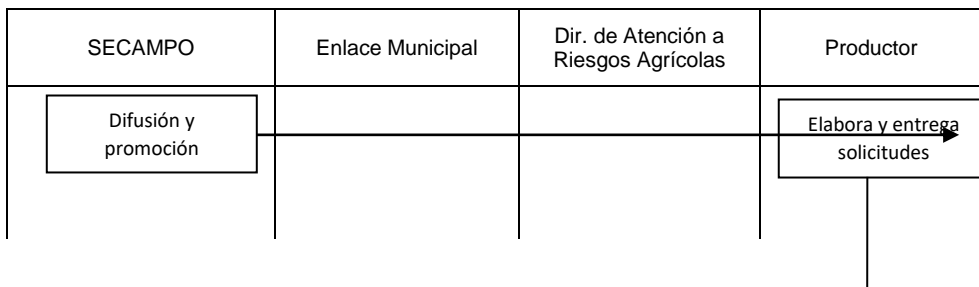 SECAMPO
Enlace Municipal
Dir. de Atención a
Riesgos Agrícolas
Productor
Difusión y
promoción
Elabora y entrega
solicitudes